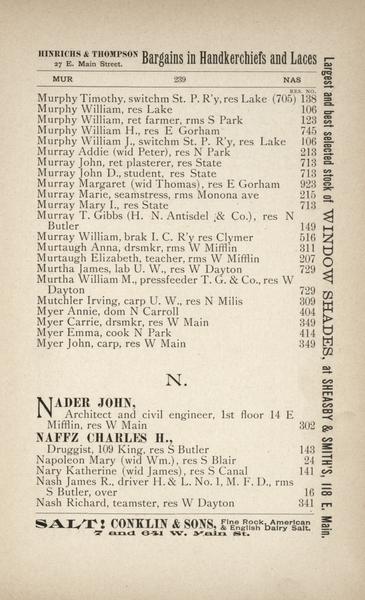 HINRICHS & THOMPSON
27 E. Main Street.
Bargains in Handkerchiefs and Laces
MUR 239 NAS
RES. NO.
Murphy Timothy, switchm St. P. R'y, res Lake (705) 138
Murphy William, res Lake 106
Murphy William, ret farmer, rms S Park 123
Murphy William H., res E Gorham 745
Murphy William J., switchm St. P. R'y, res Lake 106
Murray Addie (wid Peter), res N Park 213
Murray John, ret plasterer, res State 713
Murray John D., student, res State 713
Murray Margaret (wid Thomas), res E Gorham 923
Murray Marie, seamstress, rms Monona ave 215
Murray Mary I., res State 713
Murray T. Gibbs (H. N. Antisdel & Co.), res N
Butler 149
Murray William, brak I. C. R'y res Clymer 516
Murtaugh Anna, drsmkr, rms W Mifflin 311
Murtaugh Elizabeth, teacher, rms W Mifflin 207
Murtha James, lab U. W., res W Dayton 729
Murtha William M., pressfeeder T. G. & Co., res W
Dayton 729
Mutchler Irving, carp U. W., res N Milis 309
Myer Annie, dom N Carroll 404
Myer Carrie, drsmkr, res W Main 349
Myer Emma, cook N Park 414
Myer John, carp, res W Main 349
N.
NADER JOHN,
Architect and civil engineer, 1st floor 14 E
Mifflin, res W Main 302
NAFFZ CHARLES H.,
Druggist, 109 King, res S Butler 143
Napoleon Mary (wid Wm.), res S Blair 24
Nary Katherine (wid James), res S Canal 141
Nash James R., driver H. & L. No. 1, M. F. D., rms
S Butler, over 16
Nash Richard, teamster, res W Dayton 341
SALT! CONKLIN & SONS, Fine Rock, American
& English Dairy Salt.
7 and 641 W. Main St.
Largest and best selected stock of WINDOW SHADES, at SHEASBY & SMITH'S, 118 E. Main.